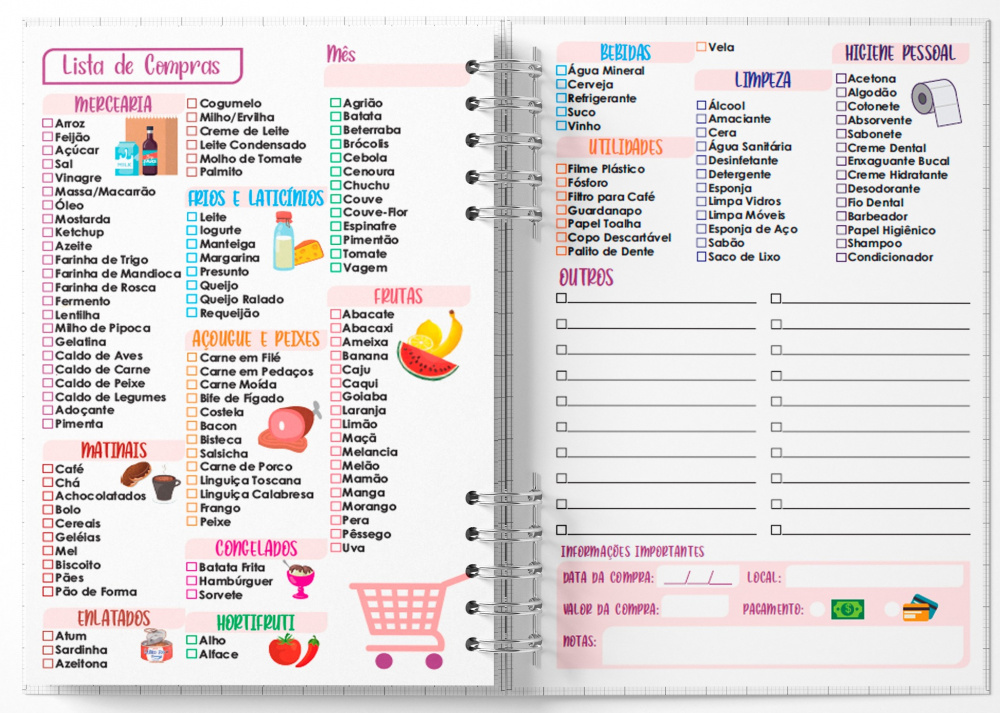 Lista de Compras
MERCEARIA
Arroz
Feijão
Açúcar
Sal
Vinagre
Massa/Macarrão
Óleo
Mostarda
Ketchup
Azeite
Farinha de Trigo
Farinha de Mandioca
Farinha de Rosca
Fermento
Lentilha
Milho de Pipoca
Gelatina
Caldo de Aves
Caldo de Carne
Caldo de Peixe
Caldo de Legumes
Adoçante
Pimenta
MATINAIS
Café
Chá
Achocolatados
Bolo
Cereais
Geléias
Mel
Biscoito
Pães
Pão de Forma
ENLATADOS
Atum
Sardinha
Azeitona
Cogumelo
Milho/Ervilha
Creme de Leite
Leite Condensado
Molho de Tomate
Palmito
FRIOS E LATICÍNIOS
Leite
Iogurte
Manteiga
Margarina
Presunto
Queijo
Queijo Ralado
Requeijão
AÇOUGUE E PEIXES
Carne em Filé
Carne em Pedaços
Carne Moída
Bife de Fígado
Costela
Bacon
Bisteca
Salsicha
Carne de Porco
Linguiça Toscana
Linguiça Calabresa
Frango
Peixe
CONGELADOS
Batata Frita
Hambúrguer
Sorvete
HORTIFRUTI
Alho
Alface
Mês
Agrião
Batata
Beterraba
Brócolis
Cebola
Cenoura
Chuchu
Couve
Couve-Flor
Espinafre
Pimentão
Tomate
Vagem
FRUTAS
Abacate
Abacaxi
Ameixa
Banana
Caju
Caqui
Goiaba
Laranja
Limão
Maçã
Melancia
Melão
Mamão
Manga
Morango
Pera
Pêssego
Uva
BEBIDAS
Água Mineral
Cerveja
Refrigerante
Suco
Vinho
UTILIDADES
Filme Plástico
Fósforo
Filtro para Café
Guardanapo
Papel Toalha
Copo Descartável
Palito de Dente
Vela
LIMPEZA
Álcool
Amaciante
Cera
Água Sanitária
Desinfetante
Detergente
Esponja
Limpa Vidros
Limpa Móveis
Esponja de Aço
Sabão
Saco de Lixo
HIGIENE PESSOAL
Acetona
Algodão
Cotonete
Absorvente
Sabonete
Creme Dental
Enxaguante Bucal
Creme Hidratante
Desodorante
Fio Dental
Barbeador
Papel Higiênico
Shampoo
Condicionador
OUTROS
INFORMAÇÕES IMPORTANTES
DATA DA COMPRA: __/__/__ LOCAL:
VALOR DA COMPRA: PAGAMENTO:
NOTAS:
MILK